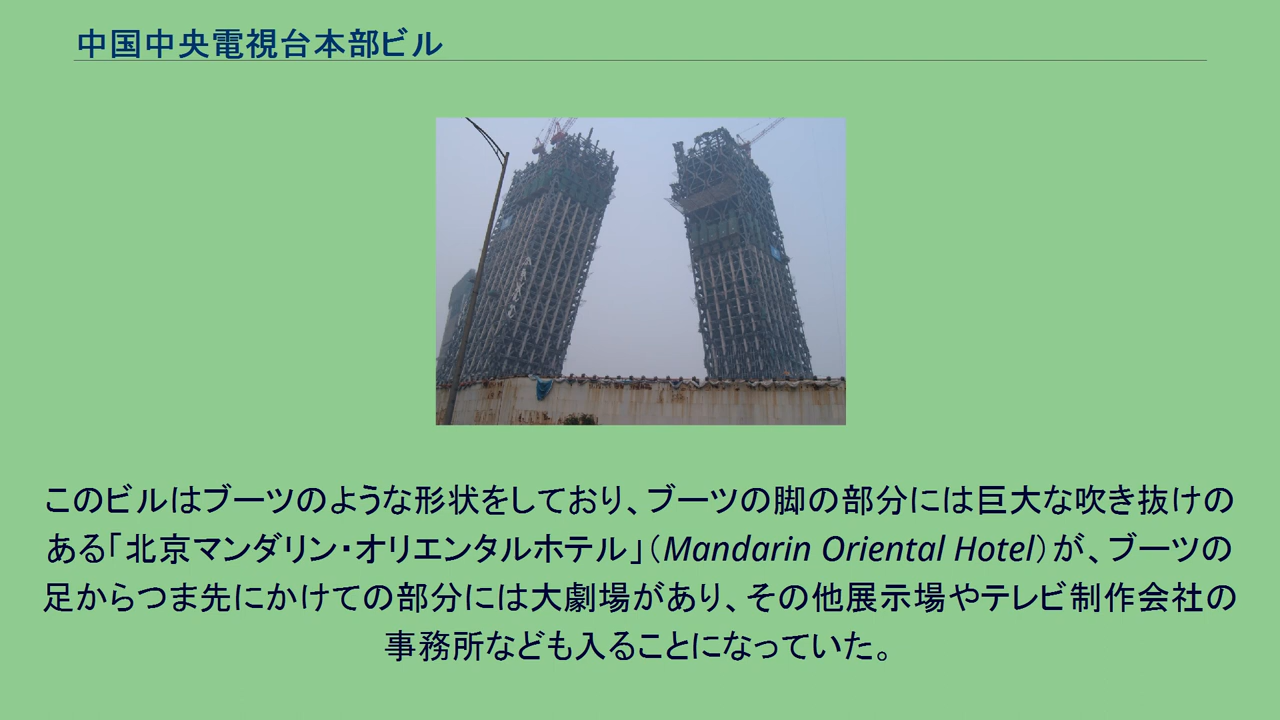 中国中央電視台本部ビル
このビルはブーツのような形状をしており、ブーツの脚の部分には巨大な吹き抜けの
ある「北京マンダリン・オリエンタルホテル」（Mandarin Oriental Hotel）が、ブーツの
足からつま先にかけての部分には大劇場があり、その他展示場やテレビ制作会社の
事務所なども入ることになっていた。